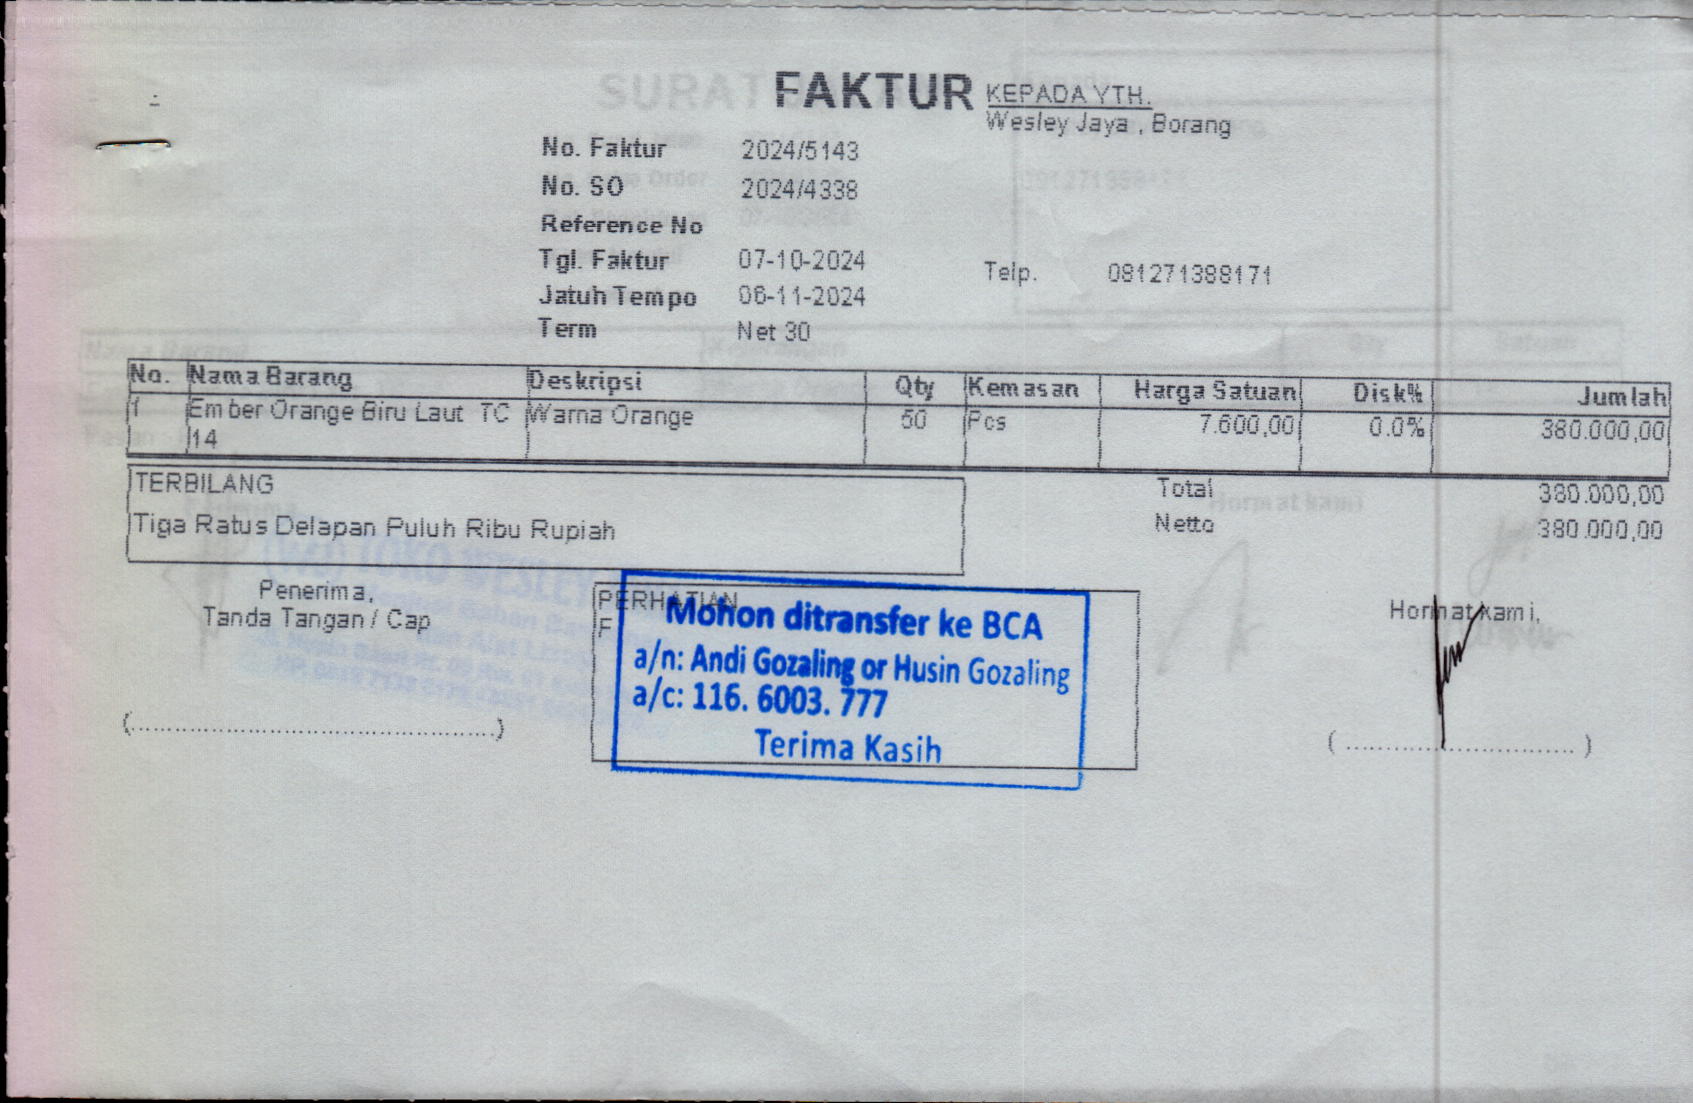 FAKTUR
KEPADA YTH.
Wesley Jaya , Borang
No. Faktur 2024/5143
No. SO 2024/4338
Reference No
Tgl. Faktur 07-10-2024
Telp. 081271388171
Jatuh Tempo 06-11-2024
Term Net 30
No. Nama Barang Deskripsi Qty Kemasan Harga Satuan Disk% Jumlah
1 Ember Orange Biru Laut TC Warna Orange 50 Pcs 7.600,00 0.0% 380.000,00
14
TERBILANG
Total 380.000,00
Tiga Ratus Delapan Puluh Ribu Rupiah
Netto 380.000,00
Penerima,
Tanda Tangan / Cap
PERHATIAN
F
Mohon ditransfer ke BCA
a/n: Andi Gozaling or Husin Gozaling
a/c: 116. 6003. 777
Terima Kasih
Hormat kami,